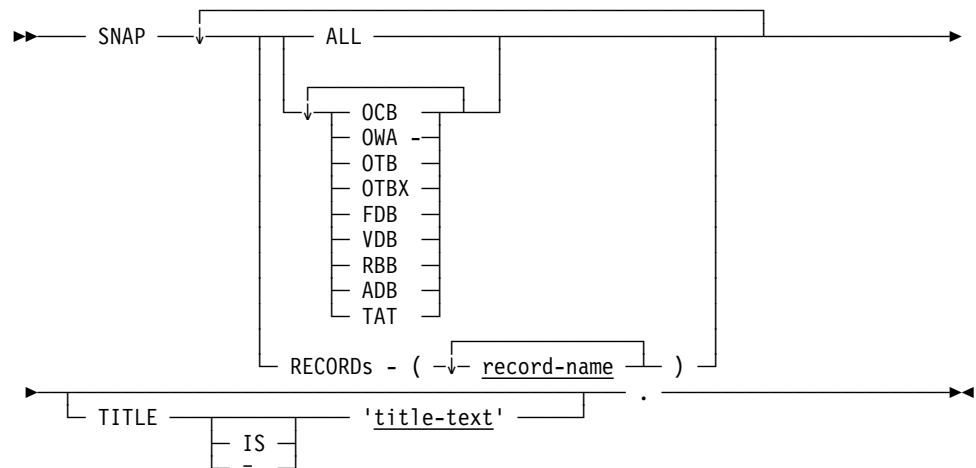 SNAP ALL
OCB
OWA -
OTB
OTBX
FDB
VDB
RBB
ADB
TAT
RECORDs - ( record-name )
.
TITLE 'title-text'
IS